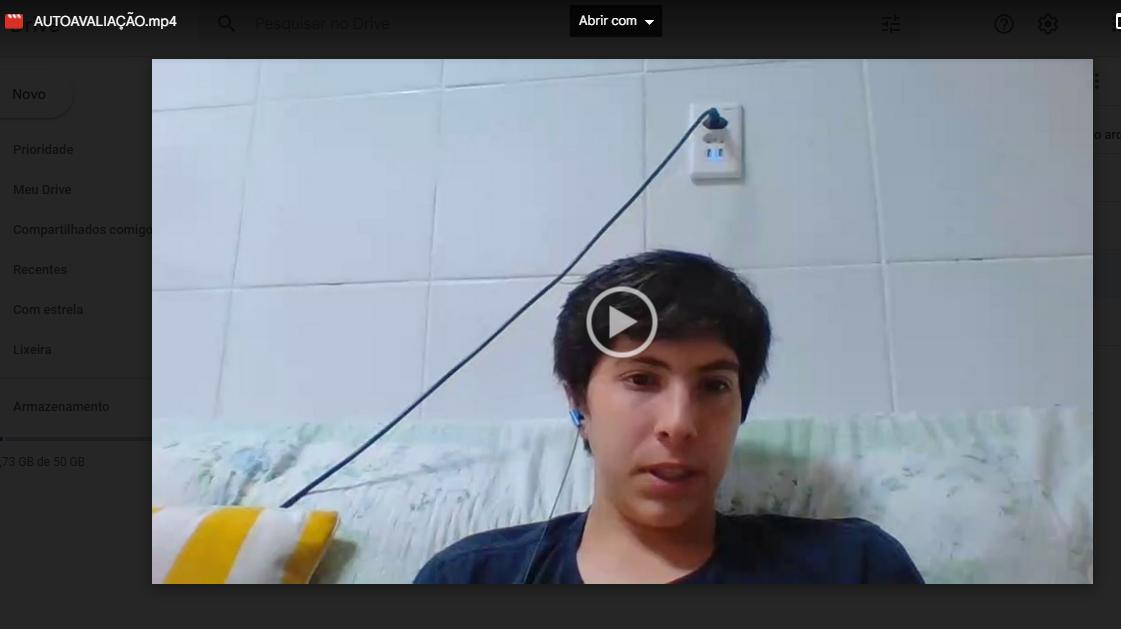 AUTOAVALIAÇÃO.mp4
Pesquisar no Drive
Abrir com
Novo
Prioridade
Meu Drive
Compartilhados comigo
Recentes
Com estrela
Lixeira
Armazenamento
,73 GB de 50 GB